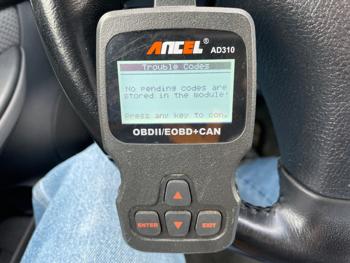 ANCEL®
AD310
Trouble Codes
No pending codes are
stored in the module!
Press any key to con.
OBDII/EOBD+CAN
ENTER
EXIT